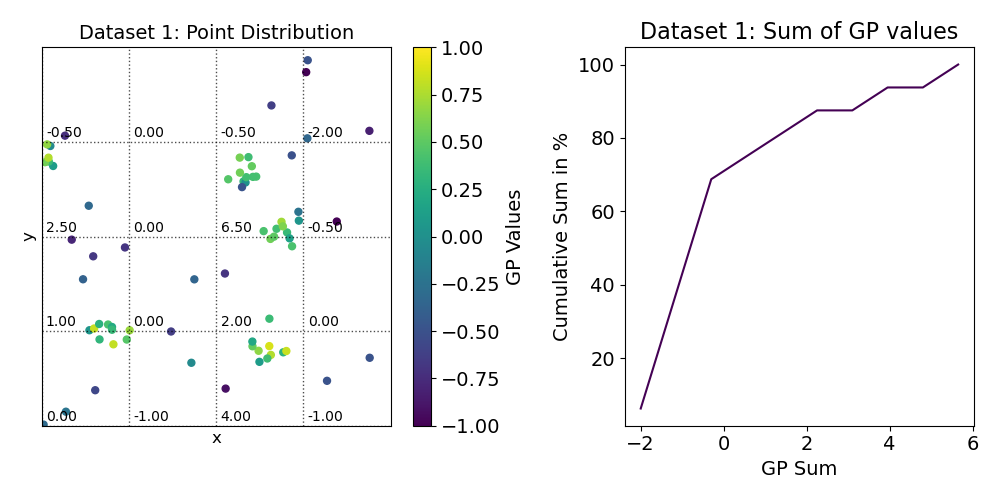 Dataset 1: Point Distribution
-0.50 0.00 -0.50 -2.00
2.50 0.00 6.50 -0.50
1.00 0.00 2.00 0.00
0.00 -1.00 4.00 -1.00
x
y
1.00
0.75
0.50
0.25
0.00
−0.25
−0.50
−0.75
−1.00
GP Values
Dataset 1: Sum of GP values
100
80
60
40
20
−2 0 2 4 6
GP Sum
Cumulative Sum in %